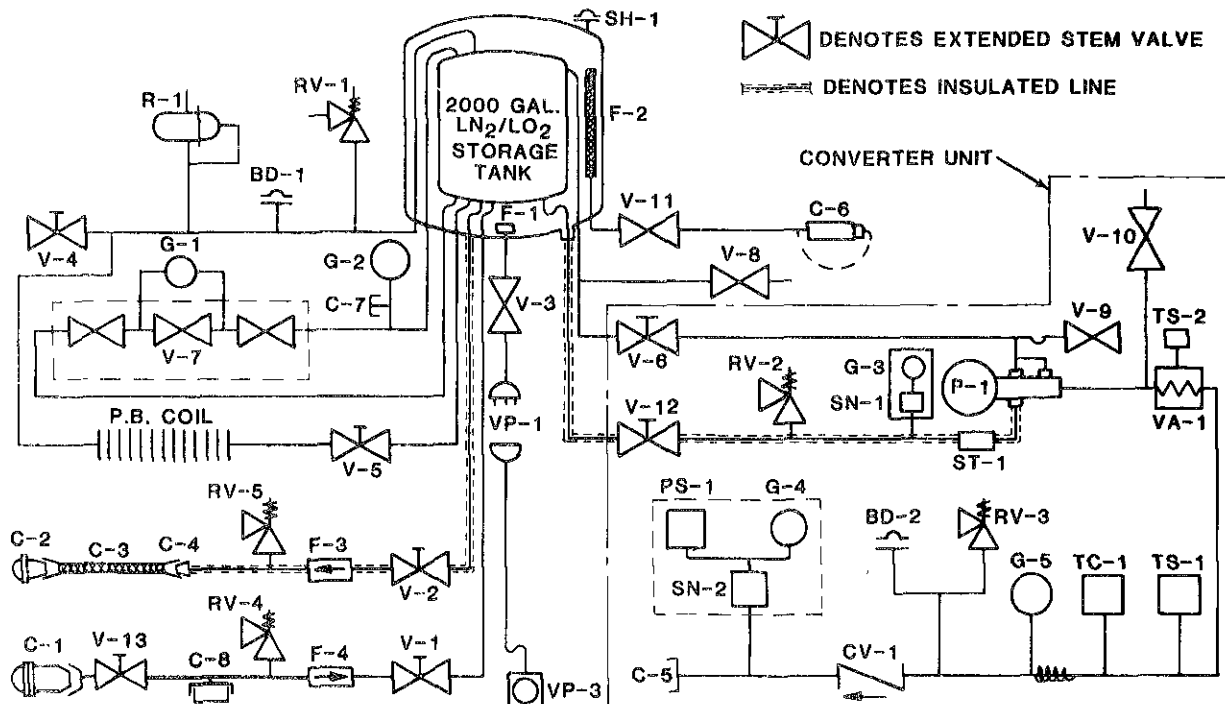 SH-1
DENOTES EXTENDED STEM VALVE
DENOTES INSULATED LINE
R-1
RV-1
2000 GAL.
LN2/LO2
STORAGE
TANK
F-2
CONVERTER UNIT
BD-1
F-1
V-11
C-6
V-10
V-4
G-1
G-2
V-8
C-7
V-3
V-9
TS-2
V-7
V-6
RV-2
G-3
P-1
P.B. COIL
VP-1
V-12
SN-1
VA-1
V-5
ST-1
RV-5
PS-1
G-4
BD-2
RV-3
C-2
C-3
C-4
F-3
G-5
TC-1
TS-1
V-2
SN-2
RV-4
C-1
V-13
C-8
F-4
V-1
CV-1
C-5
VP-3